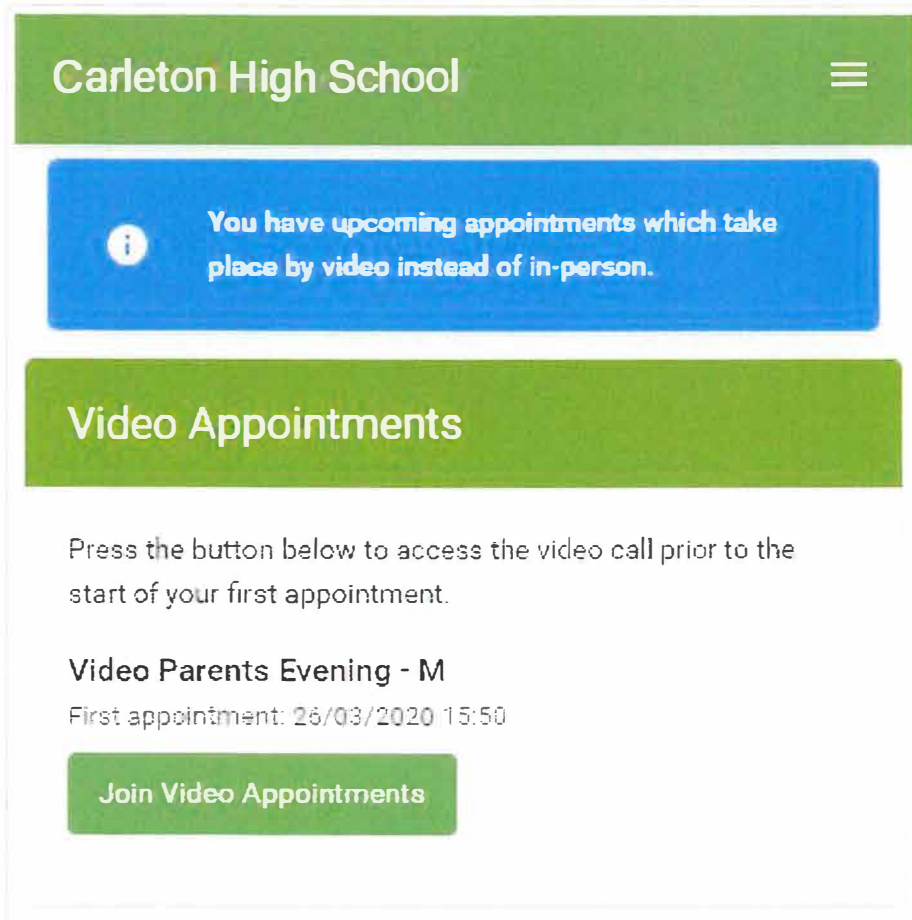 Carleton High School
You have upcoming appointments which take
place by video instead of in-person.
Video Appointments
Press the button below to access the video call prior to the
start of your first appointment.
Video Parents Evening - M
First appointment: 26/03/2020 15:50
Join Video Appointments